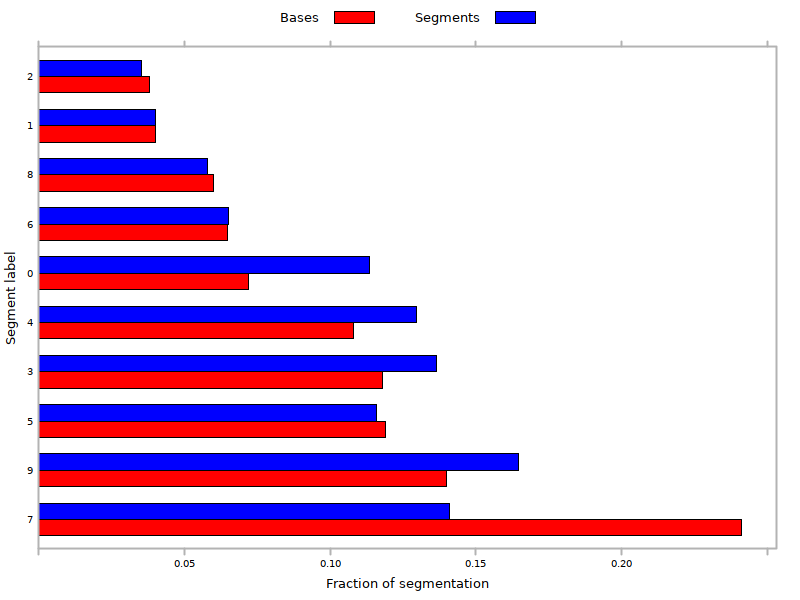 Bases Segments
2
1
8
6
0
4
3
5
9
7
Segment label
0.05 0.10 0.15 0.20
Fraction of segmentation